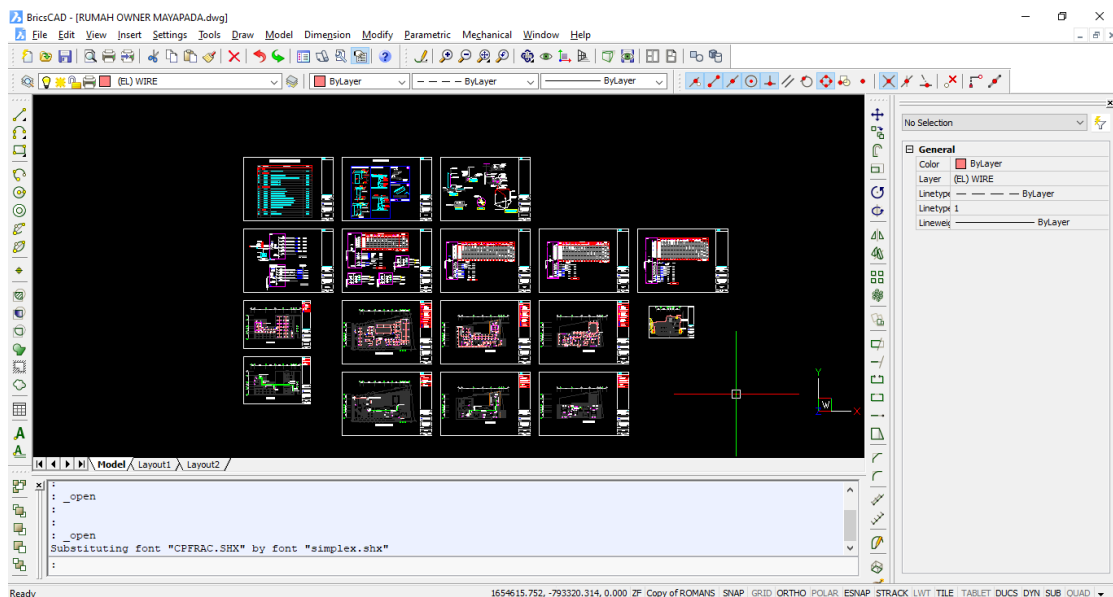 BricsCAD - [RUMAH OWNER MAYAPADA.dwg]
File Edit View Insert Settings Tools Draw Model Dimension Modify Parametric Mechanical Window Help
(EL) WIRE ByLayer ByLayer ByLayer
No Selection
General
Color ByLayer
Layer (EL) WIRE
Linetype ByLayer
Linetype 1
Lineweig ByLayer
Y
W
X
Model Layout1 Layout2
:
: _open
:
:
: _open
Substituting font "CPFRAC.SHX" by font "simplex.shx"
:
Ready 1654615.752, -793320.314, 0.000 ZF Copy of ROMANS SNAP GRID ORTHO POLAR ESNAP STRACK LWT TILE TABLET DUCS DYN SUB QUAD